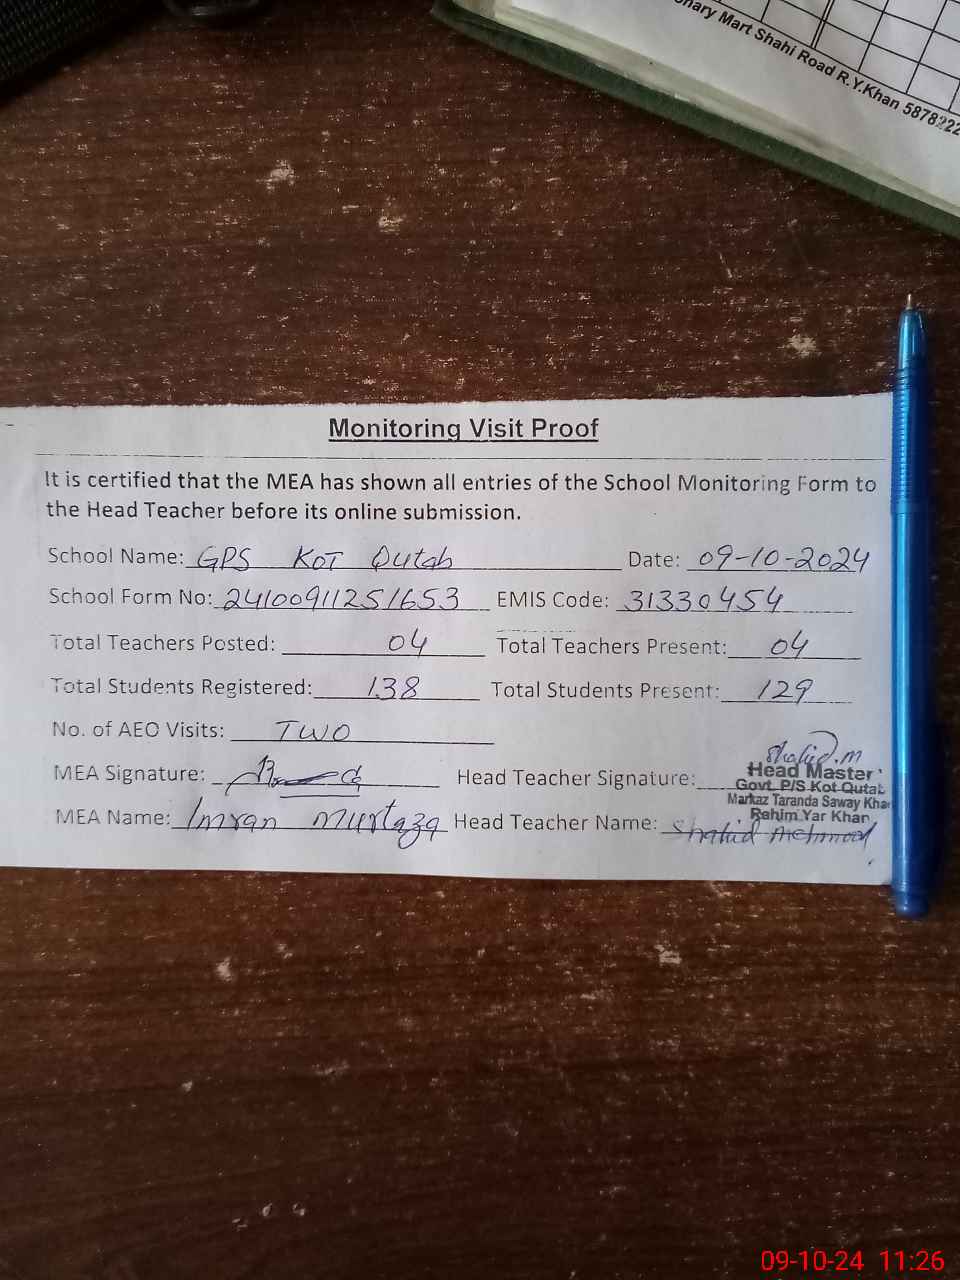 onary Mart Shahi Road R.Y.Khan 5878222
Monitoring Visit Proof
It is certified that the MEA has shown all entries of the School Monitoring Form to
the Head Teacher before its online submission.
School Name: GPS Kot Qutab Date: 09-10-2024
School Form No: 24100911251653 EMIS Code: 31330454
Total Teachers Posted: 04 Total Teachers Present: 04
Total Students Registered: 138 Total Students Present: 129
No. of AEO Visits: TWO
MEA Signature: Head Teacher Signature: Shahid.M
Head Master
Govt. P/S Kot Qutab
Markaz Taranda Saway Khan
Rahim Yar Khan
MEA Name: Imran Murtaza Head Teacher Name: Shahid Mehmood
09-10-24 11:26